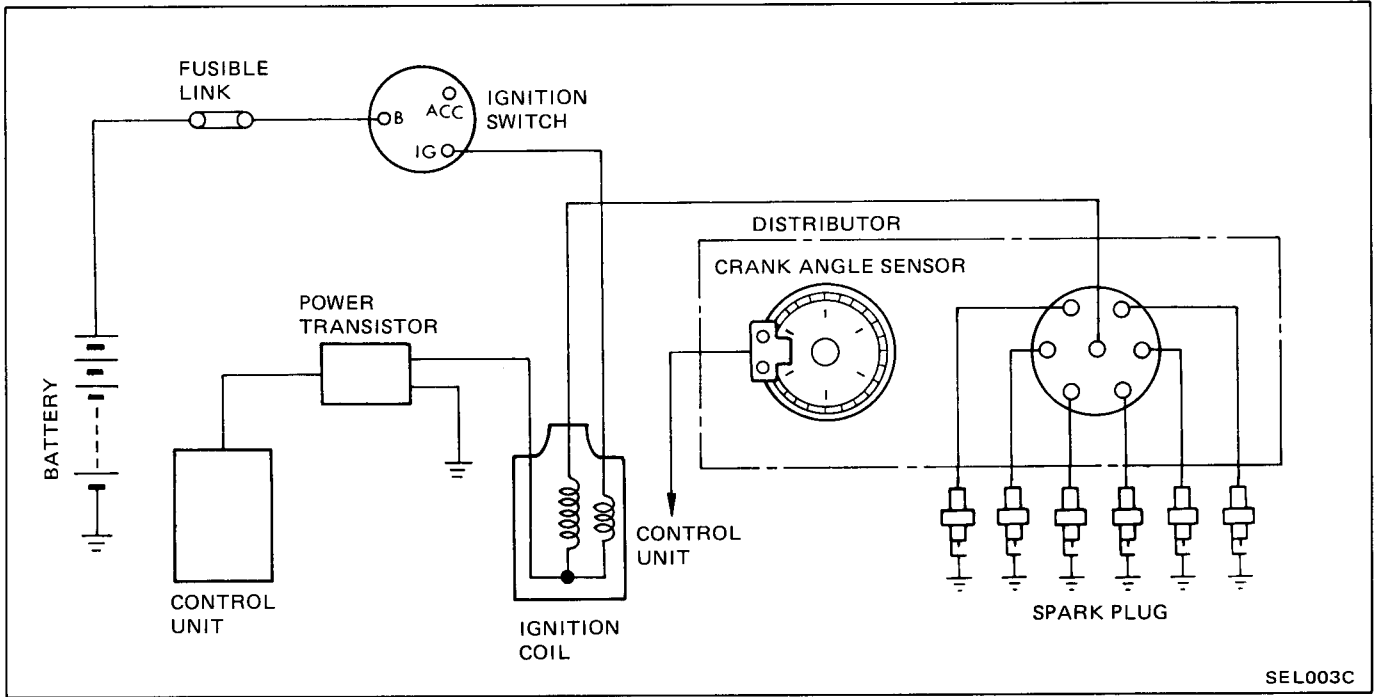 FUSIBLE
LINK
IGNITION
SWITCH
B
ACC
IG
DISTRIBUTOR
CRANK ANGLE SENSOR
POWER
TRANSISTOR
BATTERY
CONTROL
UNIT
CONTROL
UNIT
IGNITION
COIL
SPARK PLUG
SEL003C